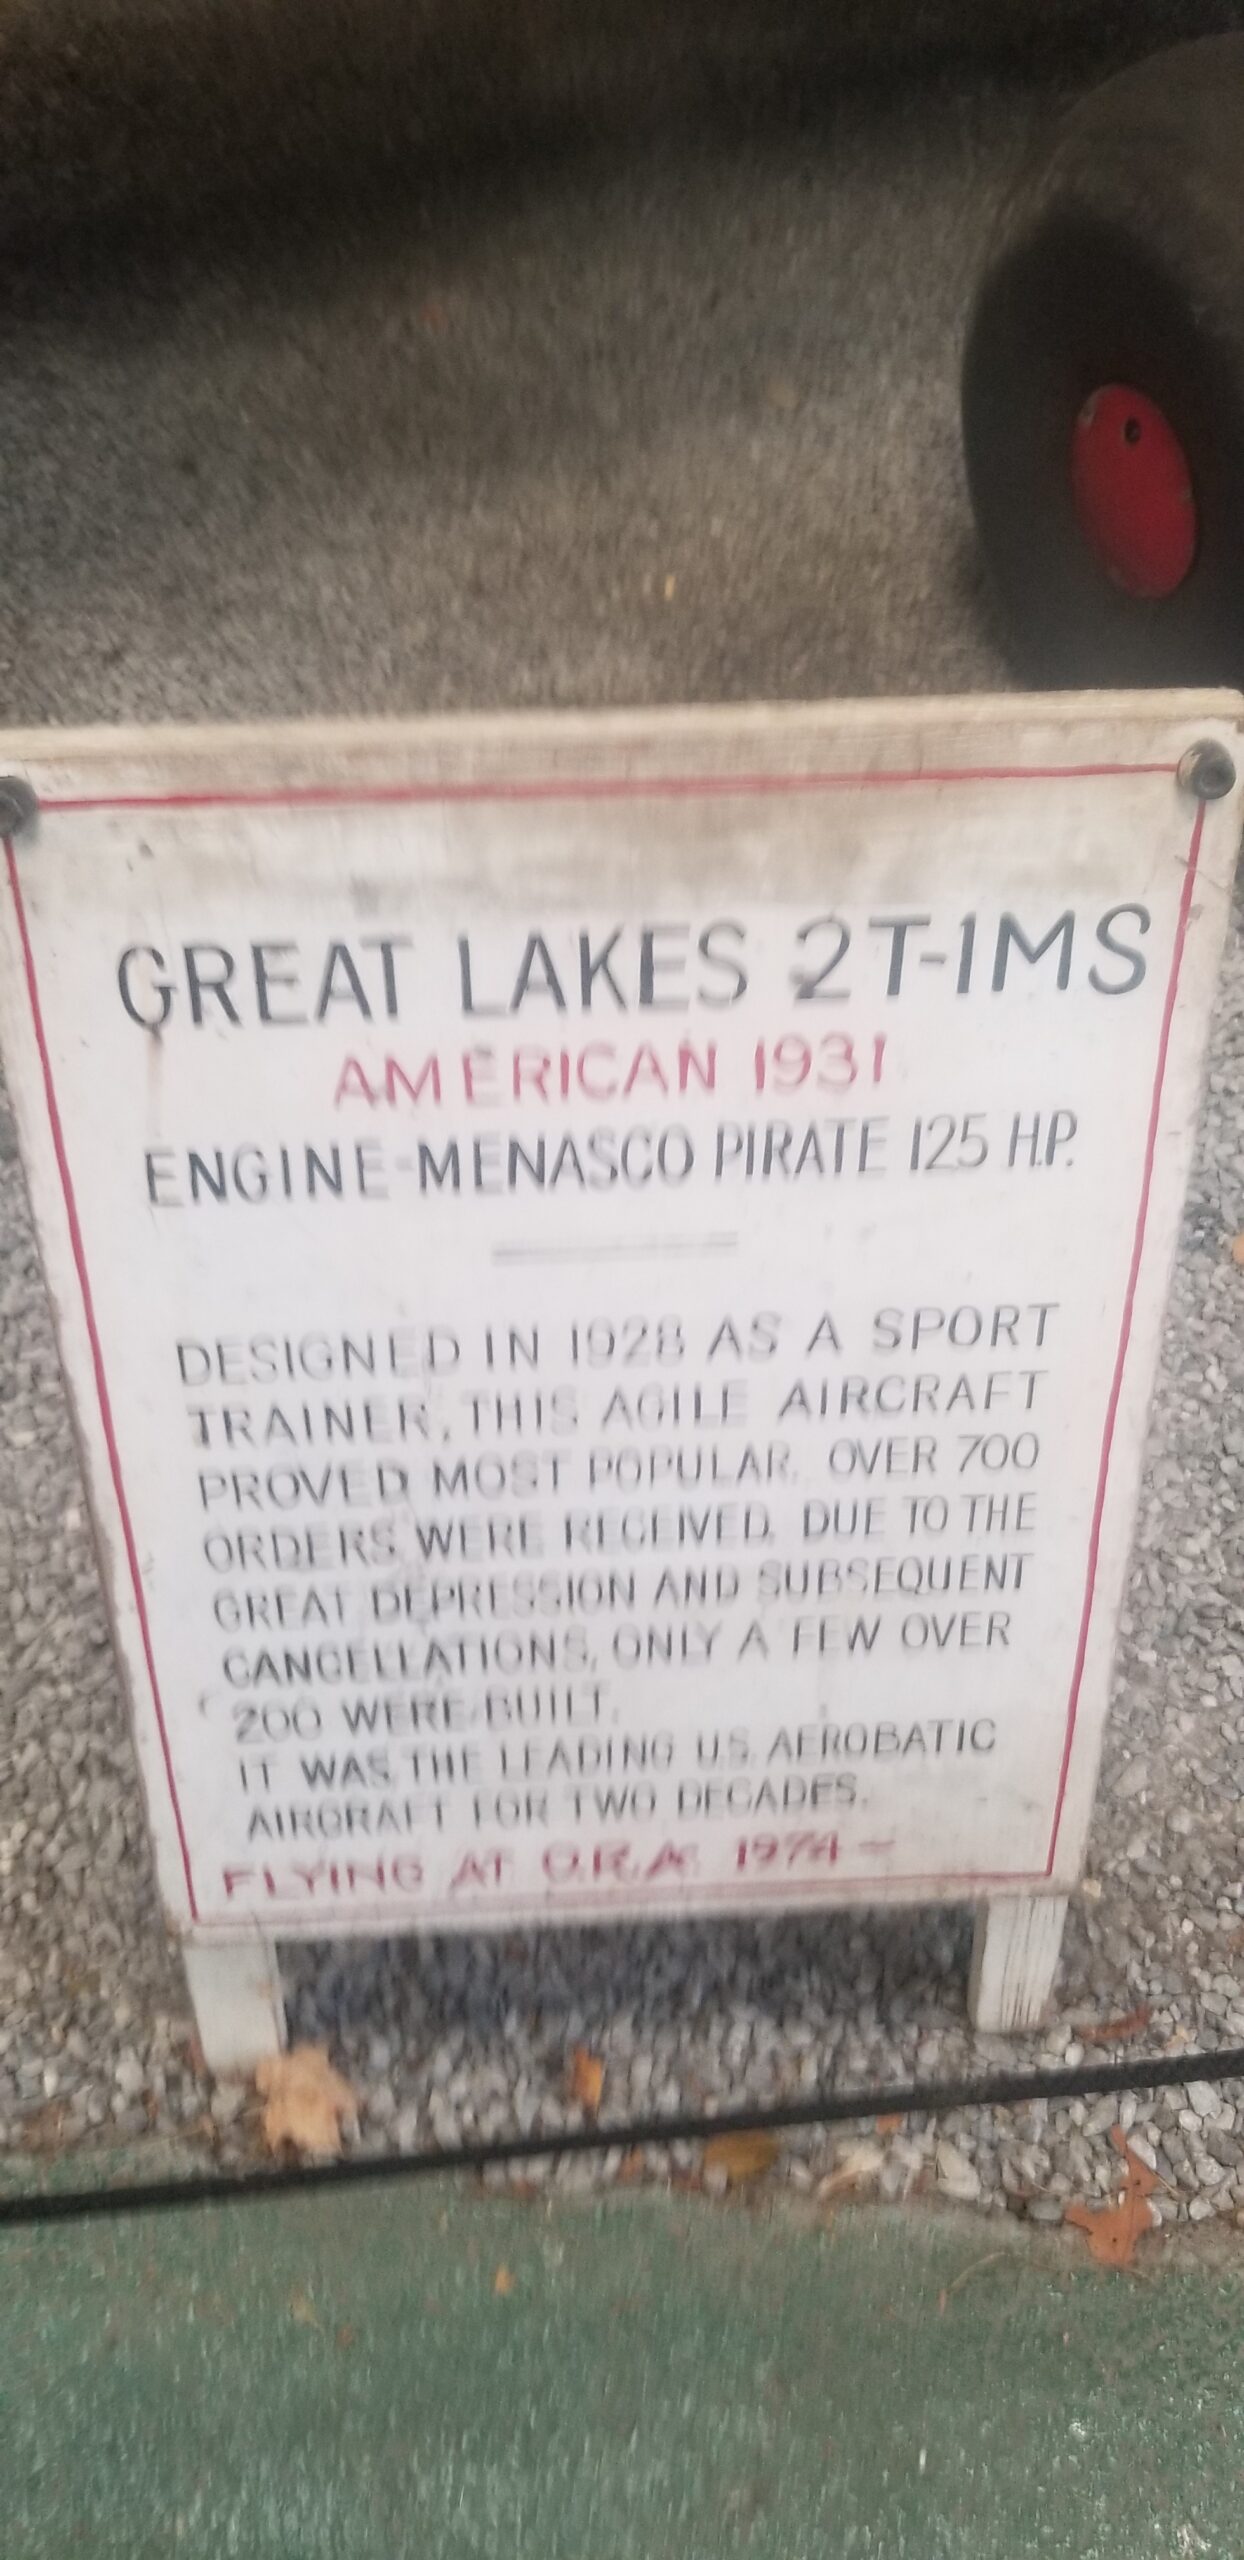 GREAT LAKES 2T-1MS
AMERICAN 1931
ENGINE-MENASCO PIRATE 125 H.P.
DESIGNED IN 1928 AS A SPORT
TRAINER, THIS AGILE AIRCRAFT
PROVED MOST POPULAR. OVER 700
ORDERS WERE RECEIVED. DUE TO THE
GREAT DEPRESSION AND SUBSEQUENT
CANCELLATIONS, ONLY A FEW OVER
200 WERE BUILT.
IT WAS THE LEADING U.S. AEROBATIC
AIRCRAFT FOR TWO DECADES.
FLYING AT O.R.A. 1974 -